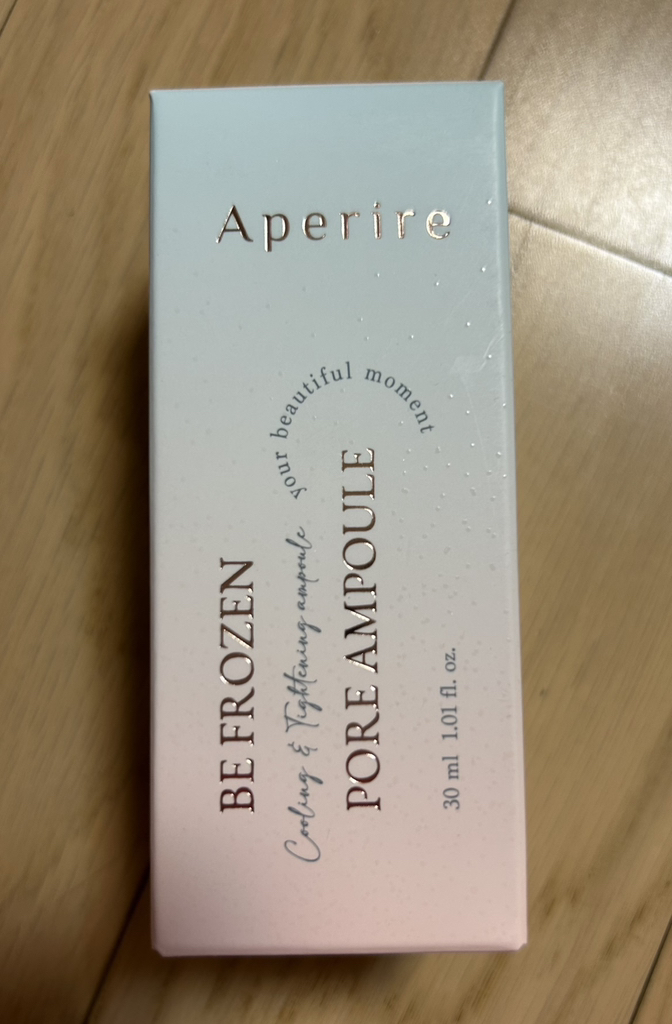 Aperire
your beautiful moment
BE FROZEN
Cooling & Tightening ampoule
PORE AMPOULE
30 ml 1.01 fl. oz.